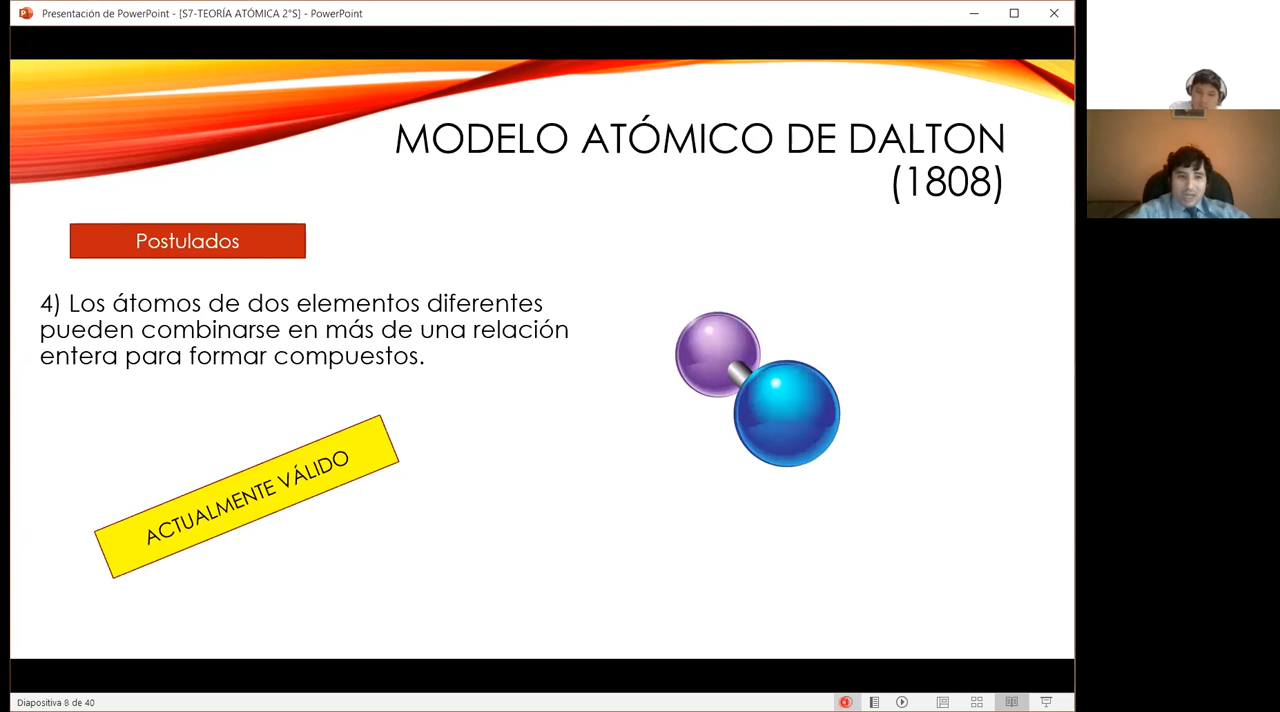 Presentación de PowerPoint - [S7-TEORÍA ATÓMICA 2°S] - PowerPoint
MODELO ATÓMICO DE DALTON
(1808)
Postulados
4) Los átomos de dos elementos diferentes
pueden combinarse en más de una relación
entera para formar compuestos.
ACTUALMENTE VÁLIDO
Diapositiva 8 de 40